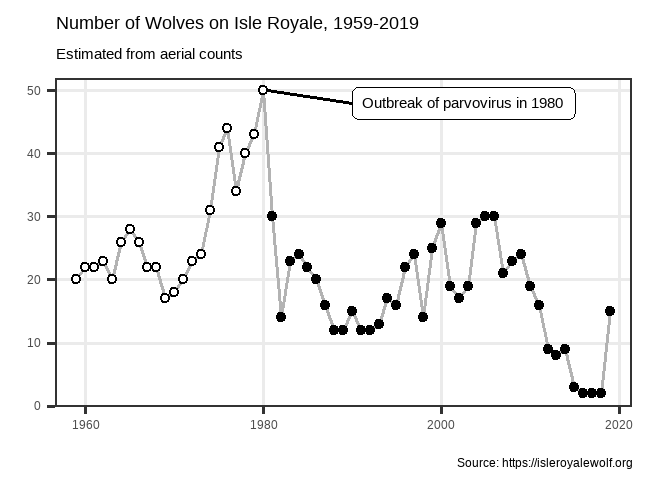 Number of Wolves on Isle Royale, 1959-2019
Estimated from aerial counts
50
Outbreak of parvovirus in 1980
40
30
20
10
0
1960
1980
2000
2020
Source: https://isleroyalewolf.org